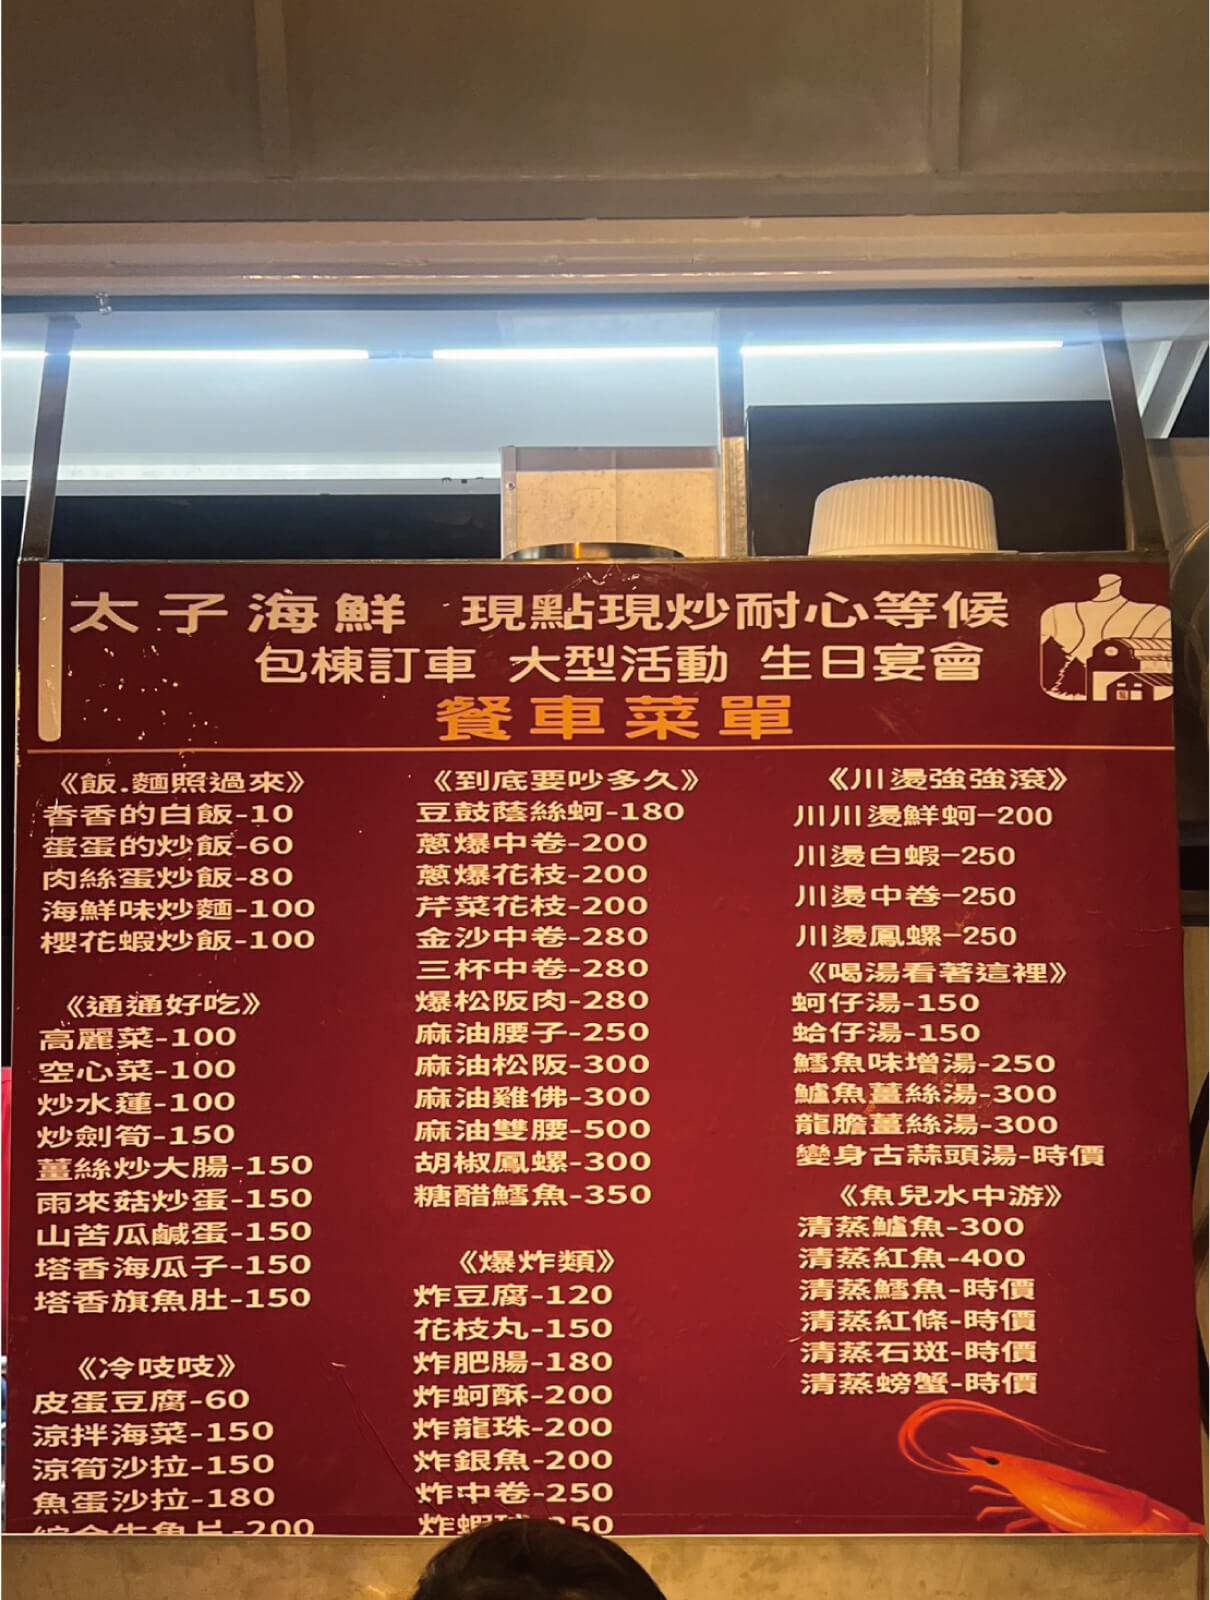 太子海鮮 現點現炒耐心等候
包棟訂車 大型活動 生日宴會
餐車菜單
《飯.麵照過來》
香香的白飯-10
蛋蛋的炒飯-60
肉絲蛋炒飯-80
海鮮味炒麵-100
櫻花蝦炒飯-100
《通通好吃》
高麗菜-100
空心菜-100
炒水蓮-100
炒劍筍-150
薑絲炒大腸-150
雨來菇炒蛋-150
山苦瓜鹹蛋-150
塔香海瓜子-150
塔香旗魚肚-150
《冷吱吱》
皮蛋豆腐-60
涼拌海菜-150
涼筍沙拉-150
魚蛋沙拉-180
綜合生魚片-200
《到底要吵多久》
豆鼓蔭絲蚵-180
蔥爆中卷-200
蔥爆花枝-200
芹菜花枝-200
金沙中卷-280
三杯中卷-280
爆松阪肉-280
麻油腰子-250
麻油松阪-300
麻油雞佛-300
麻油雙腰-500
胡椒鳳螺-300
糖醋鱈魚-350
《爆炸類》
炸豆腐-120
花枝丸-150
炸肥腸-180
炸蚵酥-200
炸龍珠-200
炸銀魚-200
炸中卷-250
炸蝦
《川燙強強滾》
川川燙鮮蚵-200
川燙白蝦-250
川燙中卷-250
川燙鳳螺-250
《喝湯看著這裡》
蚵仔湯-150
蛤仔湯-150
鱈魚味增湯-250
鱸魚薑絲湯-300
龍膽薑絲湯-300
變身古蒜頭湯-時價
《魚兒水中游》
清蒸鱸魚-300
清蒸紅魚-400
清蒸鱈魚-時價
清蒸紅條-時價
清蒸石斑-時價
清蒸螃蟹-時價